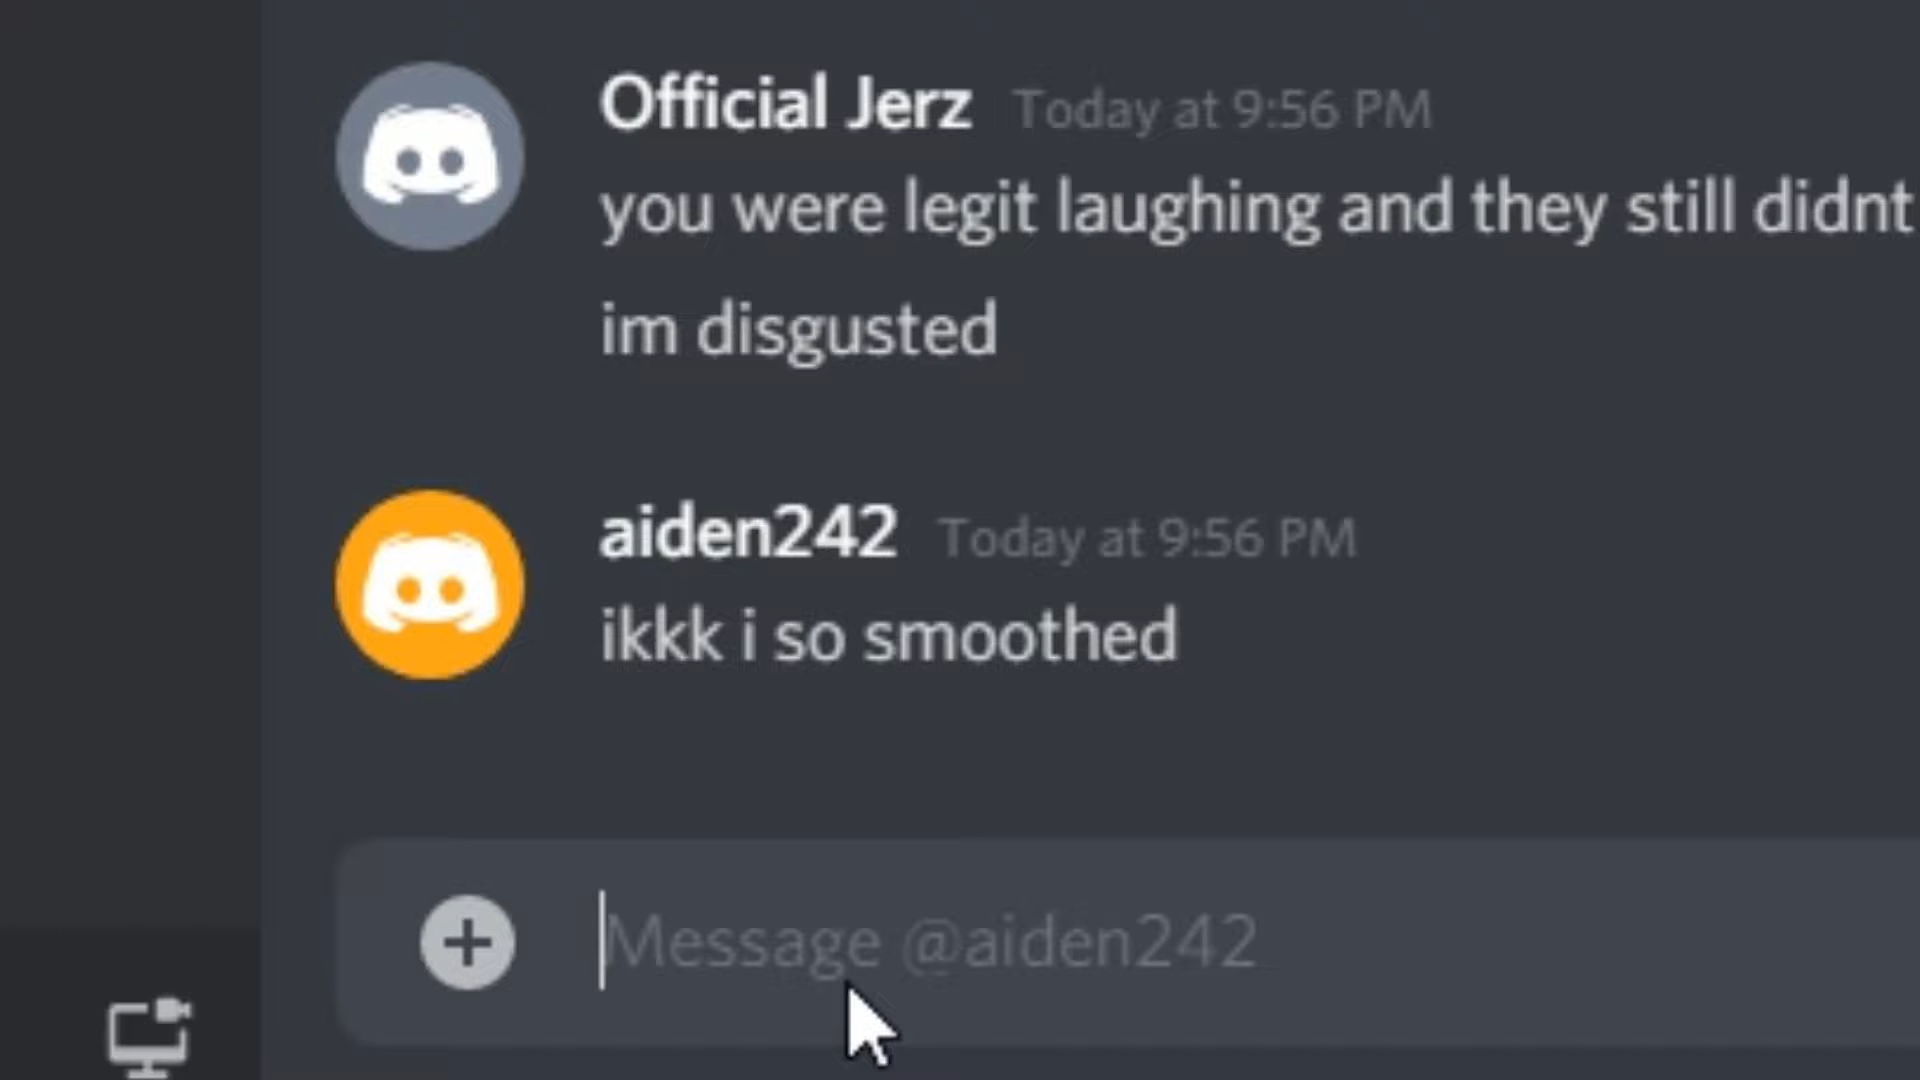 Official Jerz Today at 9:56 PM
you were legit laughing and they still didnt
im disgusted
aiden242 Today at 9:56 PM
ikkk i so smoothed
Message @aiden242